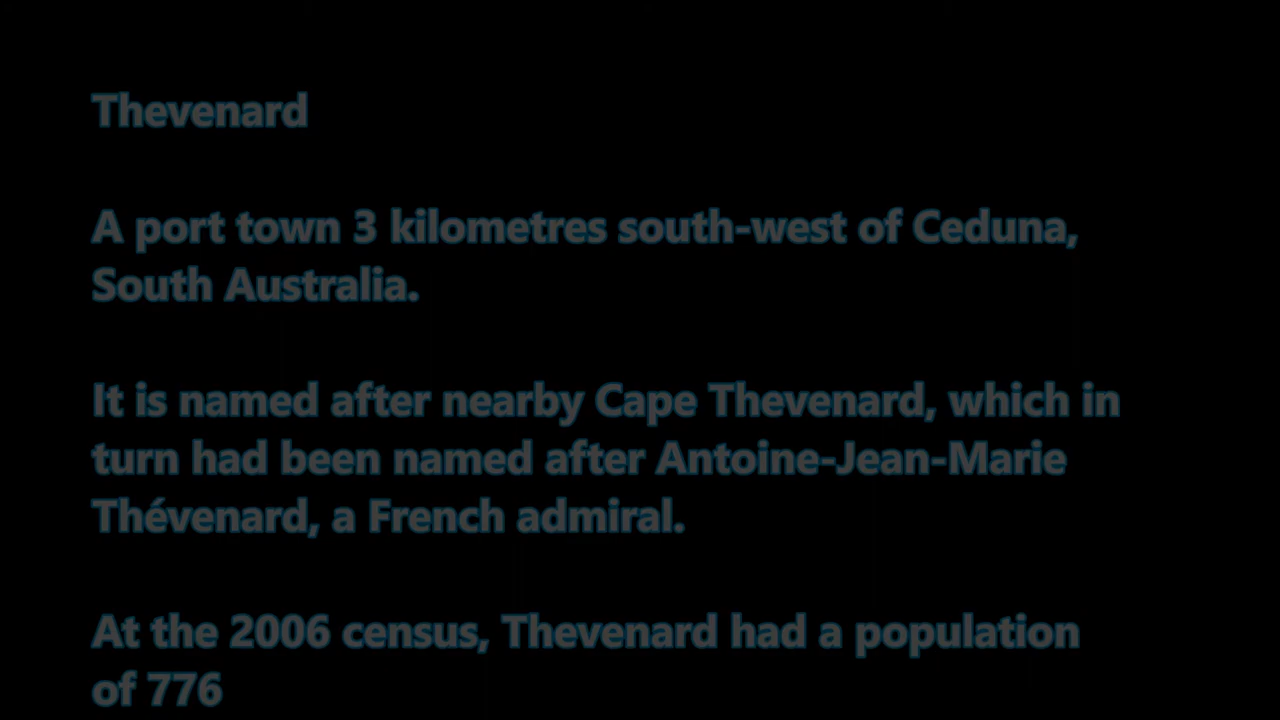 Thevenard
A port town 3 kilometres south-west of Ceduna,
South Australia.
It is named after nearby Cape Thevenard, which in
turn had been named after Antoine-Jean-Marie
Thévenard, a French admiral.
At the 2006 census, Thevenard had a population
of 776